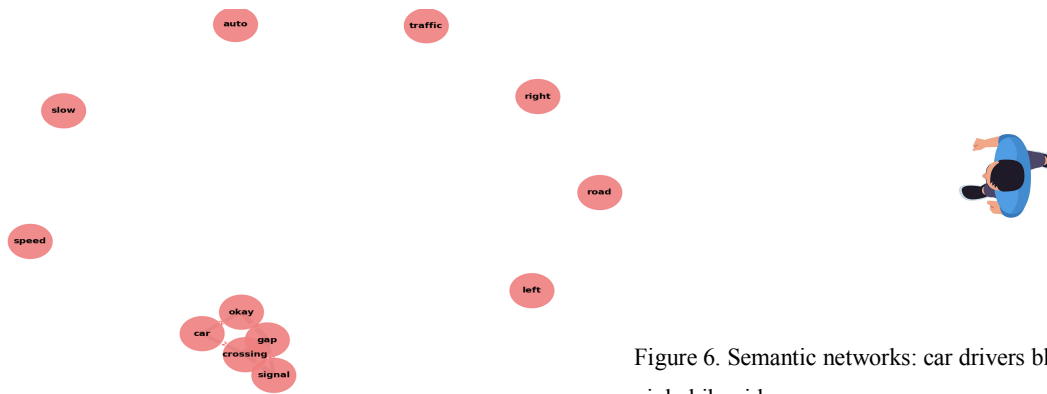 auto
traffic
slow
right
road
speed
left
okay
car
gap
crossing
signal
Figure 6. Semantic networks: car drivers